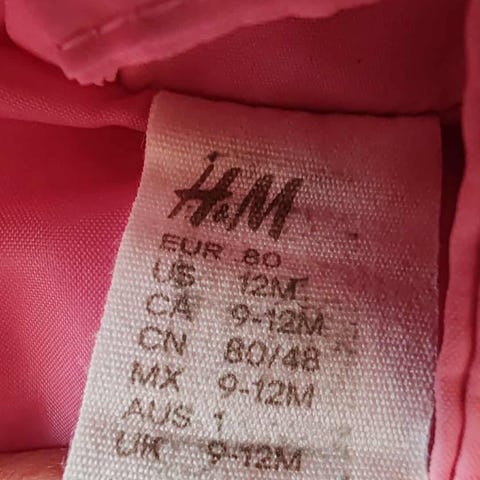 H&M
EUR 80
US 12M
CA 9-12M
CN 80/48
MX 9-12M
AUS 1
UK 9-12M